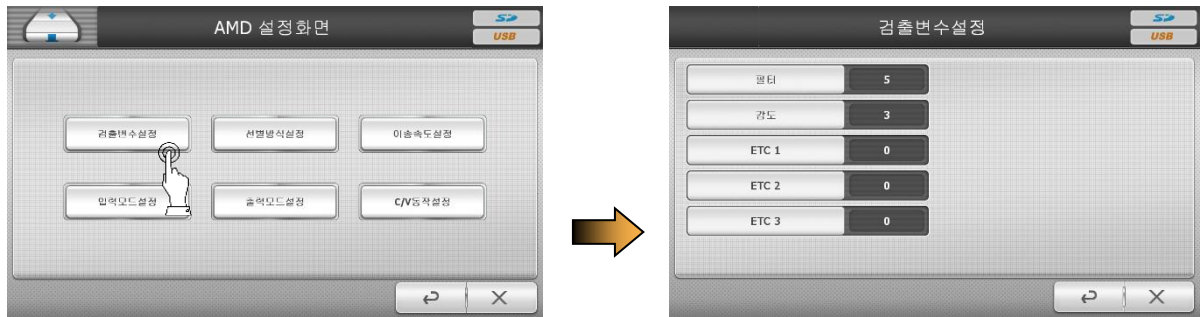 AMD 설정화면
SD
USB
검출변수설정
선별방식설정
이송속도설정
입력모드설정
출력모드설정
C/V동작설정
검출변수설정
SD
USB
필터 5
감도 3
ETC 1 0
ETC 2 0
ETC 3 0